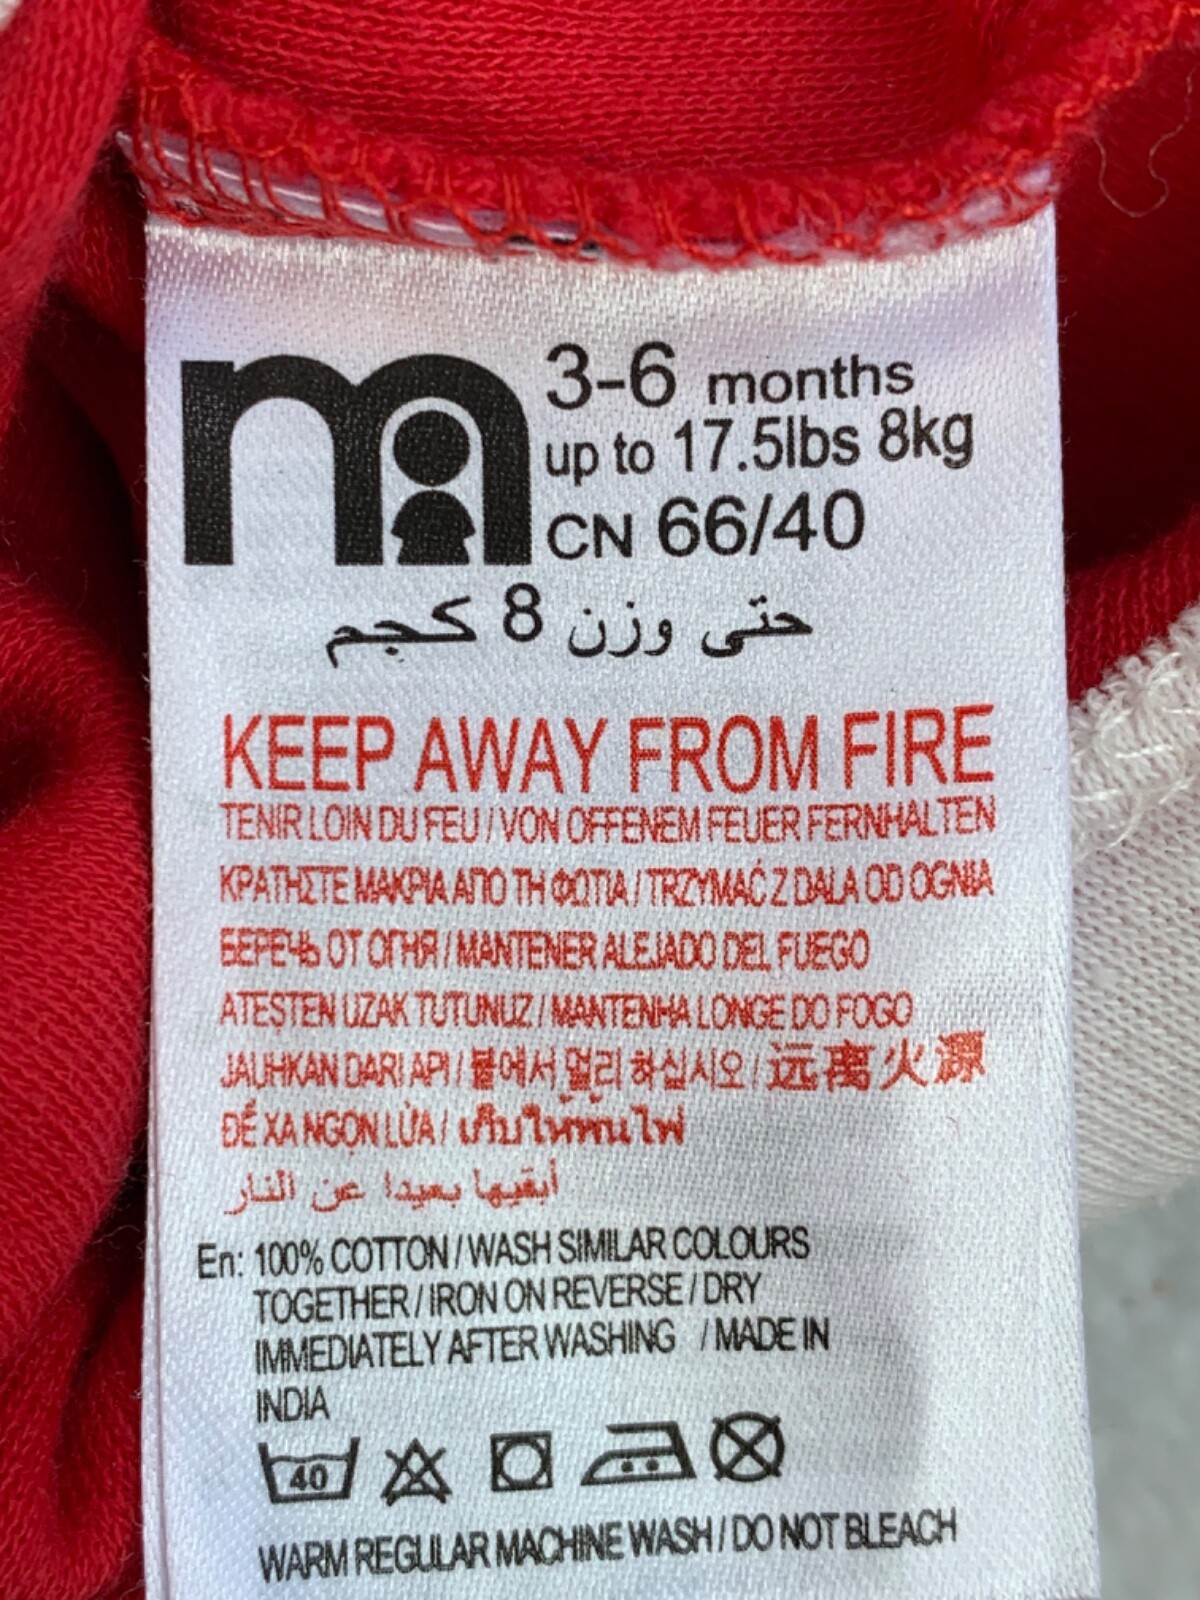 3-6 months
up to 17.5lbs 8kg
CN 66/40
حتى وزن 8 كجم
KEEP AWAY FROM FIRE
TENIR LOIN DU FEU / VON OFFENEM FEUER FERNHALTEN
ΚΡΑΤΗΣΤΕ ΜΑΚΡΙΑ ΑΠΟ ΤΗ ΦΩΤΙΑ / TRZYMAĆ Z DALA OD OGNIA
БЕРЕЧЬ ОТ ОГНЯ / MANTENER ALEJADO DEL FUEGO
ATEŞTEN UZAK TUTUNUZ / MANTENHA LONGE DO FOGO
JAUHKAN DARI API / 불에서 멀리 하십시오 / 远离火源
ĐỂ XA NGỌN LỬA / เก็บให้พ้นไฟ
أبقيها بعيدا عن النار
En: 100% COTTON / WASH SIMILAR COLOURS
TOGETHER / IRON ON REVERSE / DRY
IMMEDIATELY AFTER WASHING / MADE IN
INDIA
40
WARM REGULAR MACHINE WASH / DO NOT BLEACH